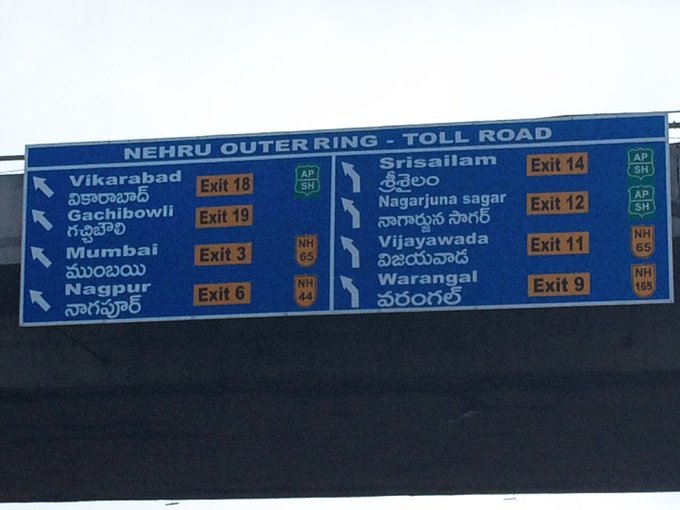 NEHRU OUTER RING - TOLL ROAD
Vikarabad Exit 18 AP SH
వికారాబాద్
Gachibowli Exit 19
గచ్చిబౌలి
Mumbai Exit 3 NH 65
ముంబయి
Nagpur Exit 6 NH 44
నాగపూర్
Srisailam Exit 14 AP SH
శ్రీశైలం
Nagarjuna sagar Exit 12 AP SH
నాగార్జున సాగర్
Vijayawada Exit 11 NH 65
విజయవాడ
Warangal Exit 9 NH 165
వరంగల్